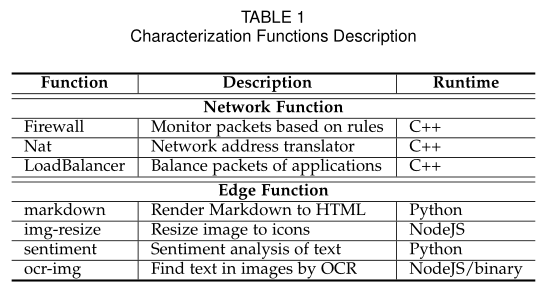 TABLE 1
Characterization Functions Description
Function Description Runtime
Network Function
Firewall Monitor packets based on rules C++
Nat Network address translator C++
LoadBalancer Balance packets of applications C++
Edge Function
markdown Render Markdown to HTML Python
img-resize Resize image to icons NodeJS
sentiment Sentiment analysis of text Python
ocr-img Find text in images by OCR NodeJS/binary